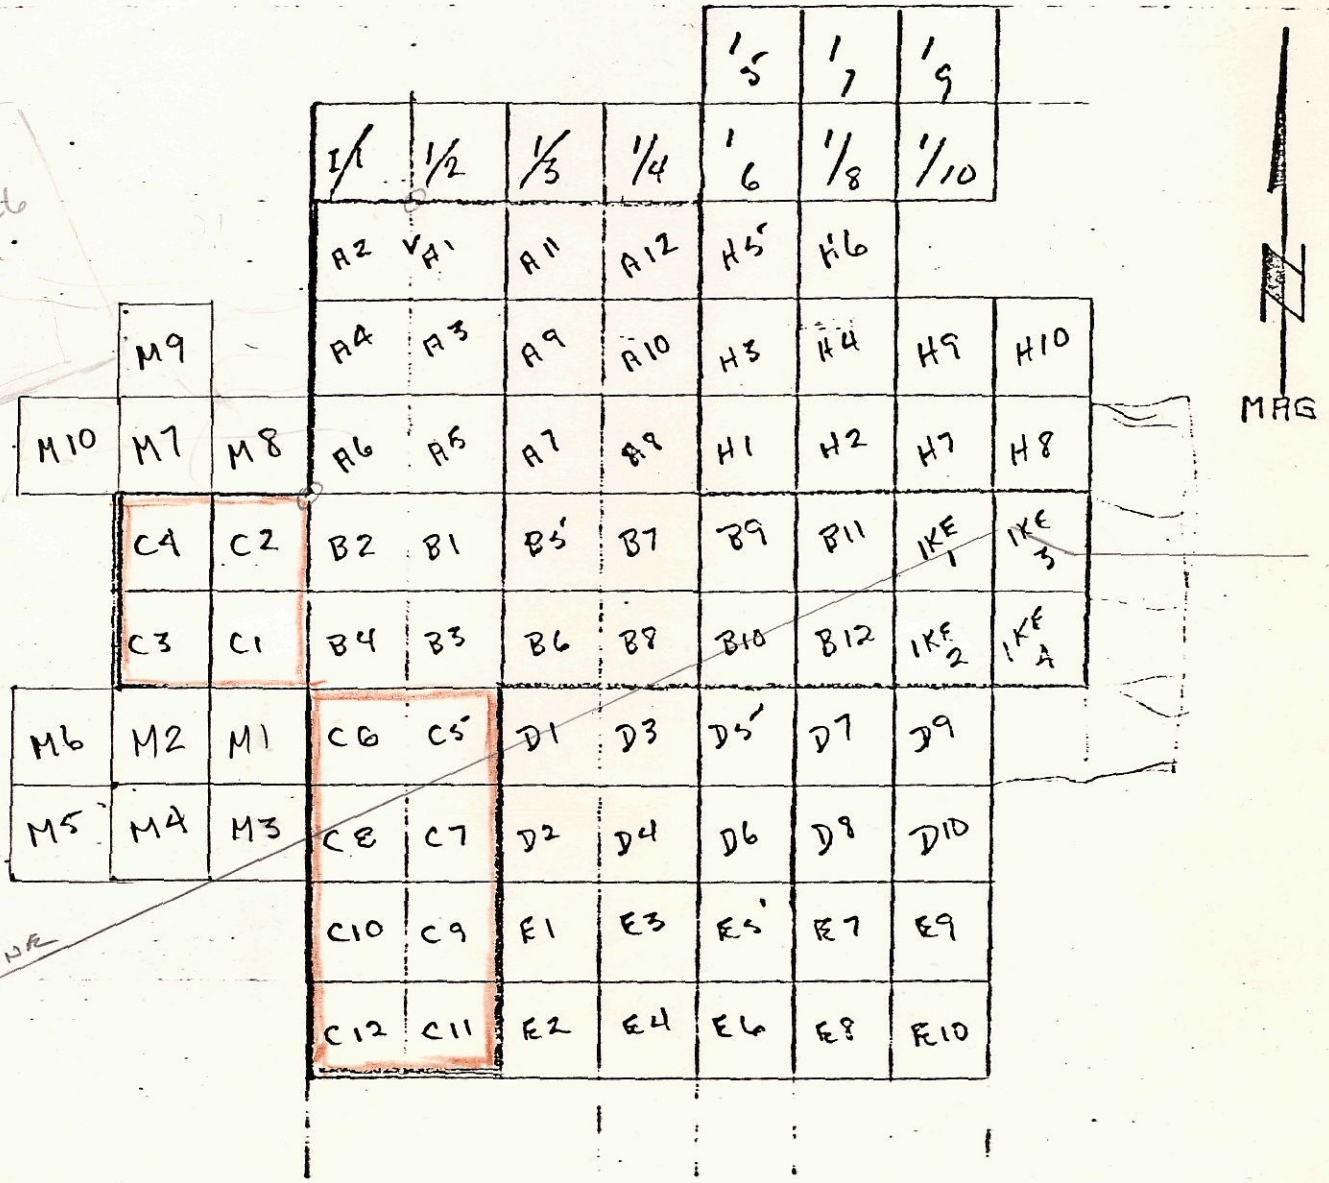 1/5 1/7 1/9
I/1 1/2 1/3 1/4 1/6 1/8 1/10
A2 A1 A11 A12 H5 H6
M9 A4 A3 A9 A10 H3 H4 H9 H10
MAG
M10 M7 M8 A6 A5 A7 A8 H1 H2 H7 H8
C4 C2 B2 B1 B5 B7 B9 B11 IKE 1 IKE 3
C3 C1 B4 B3 B6 B8 B10 B12 IKE 2 IKE 4
M6 M2 M1 C6 C5 D1 D3 D5 D7 D9
M5 M4 M3 C8 C7 D2 D4 D6 D8 D10
C10 C9 E1 E3 E5 E7 E9
C12 C11 E2 E4 E6 E8 E10